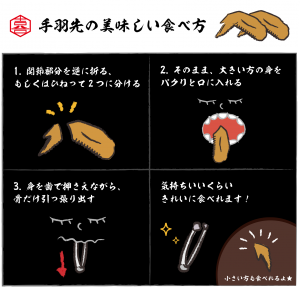 手羽先の美味しい食べ方
1. 関節部分を逆に折る、
もしくはひねって2つに分ける
2. そのまま、大きい方の身を
パクリと口に入れる
3. 身を歯で押さえながら、
骨だけ引っ張り出す
気持ちいいくらい
きれいに食べれます！
小さい方も食べれるよ★